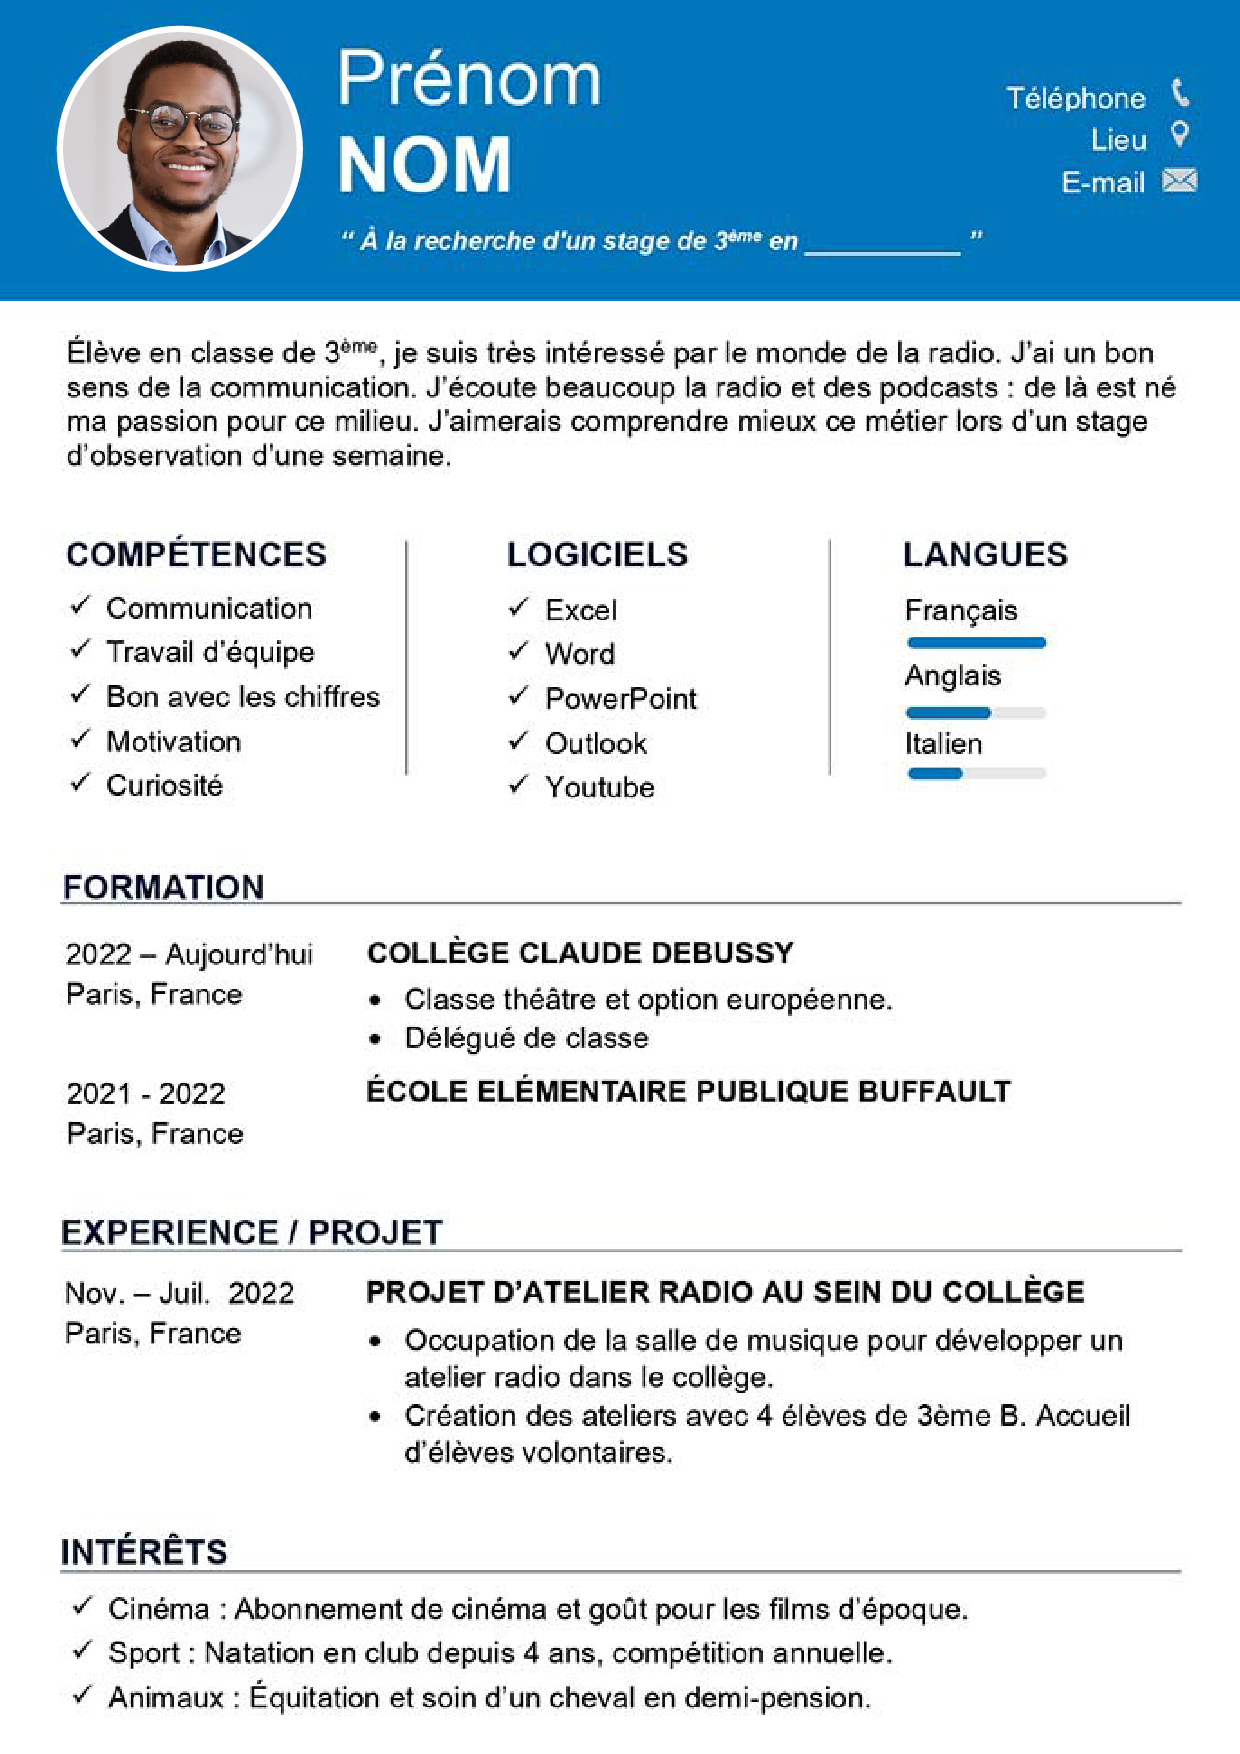 Prénom
NOM
“ À la recherche d'un stage de 3ème en __________ ”
Téléphone
Lieu
E-mail
Élève en classe de 3ème, je suis très intéressé par le monde de la radio. J’ai un bon
sens de la communication. J’écoute beaucoup la radio et des podcasts : de là est né
ma passion pour ce milieu. J’aimerais comprendre mieux ce métier lors d’un stage
d’observation d’une semaine.
COMPÉTENCES
✓ Communication
✓ Travail d’équipe
✓ Bon avec les chiffres
✓ Motivation
✓ Curiosité
LOGICIELS
✓ Excel
✓ Word
✓ PowerPoint
✓ Outlook
✓ Youtube
LANGUES
Français
Anglais
Italien
FORMATION
2022 – Aujourd’hui
Paris, France
COLLÈGE CLAUDE DEBUSSY
• Classe théâtre et option européenne.
• Délégué de classe
2021 - 2022
Paris, France
ÉCOLE ELÉMENTAIRE PUBLIQUE BUFFAULT
EXPERIENCE / PROJET
Nov. – Juil. 2022
Paris, France
PROJET D’ATELIER RADIO AU SEIN DU COLLÈGE
• Occupation de la salle de musique pour développer un
atelier radio dans le collège.
• Création des ateliers avec 4 élèves de 3ème B. Accueil
d’élèves volontaires.
INTÉRÊTS
✓ Cinéma : Abonnement de cinéma et goût pour les films d’époque.
✓ Sport : Natation en club depuis 4 ans, compétition annuelle.
✓ Animaux : Équitation et soin d’un cheval en demi-pension.